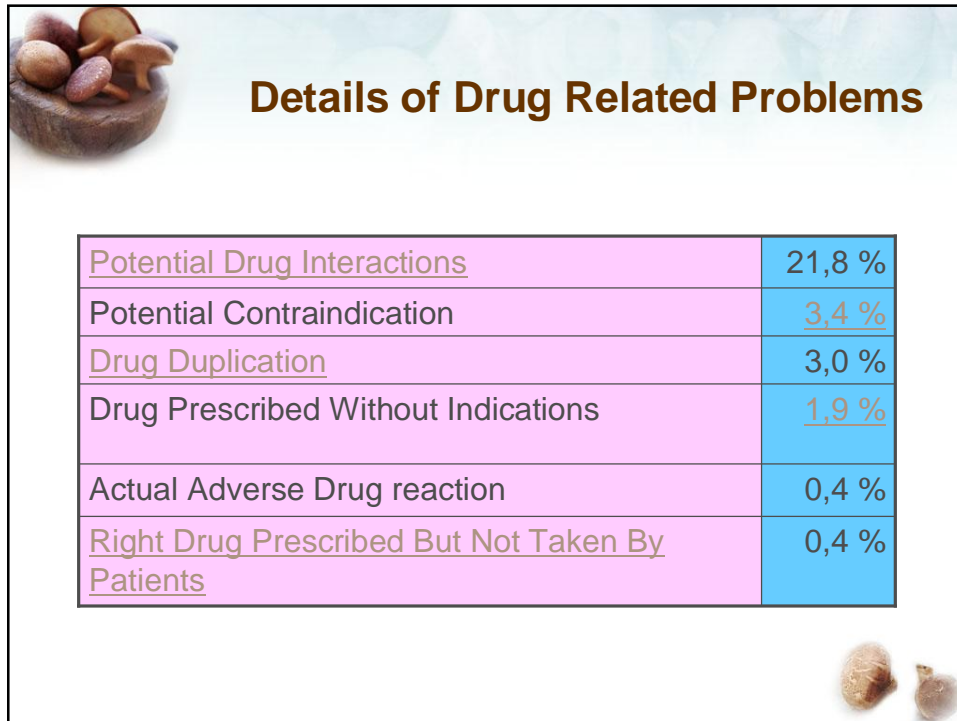 Details of Drug Related Problems
Potential Drug Interactions 21,8 %
Potential Contraindication 3,4 %
Drug Duplication 3,0 %
Drug Prescribed Without Indications 1,9 %
Actual Adverse Drug reaction 0,4 %
Right Drug Prescribed But Not Taken By 0,4 %
Patients